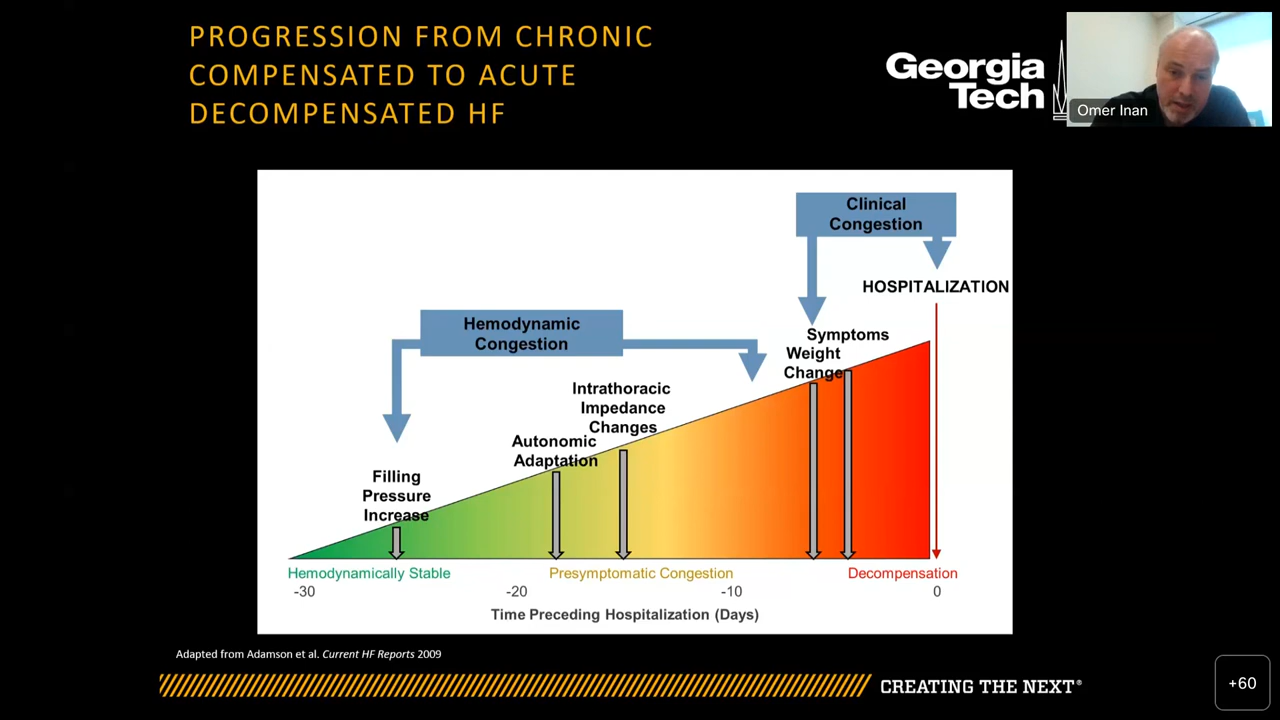 PROGRESSION FROM CHRONIC
COMPENSATED TO ACUTE
DECOMPENSATED HF
Georgia
Tech
Omer Inan
Clinical
Congestion
HOSPITALIZATION
Hemodynamic
Congestion
Symptoms
Weight
Change
Intrathoracic
Impedance
Changes
Autonomic
Adaptation
Filling
Pressure
Increase
Hemodynamically Stable
Presymptomatic Congestion
Decompensation
-30
-20
-10
0
Time Preceding Hospitalization (Days)
Adapted from Adamson et al. Current HF Reports 2009
CREATING THE NEXT®
+60